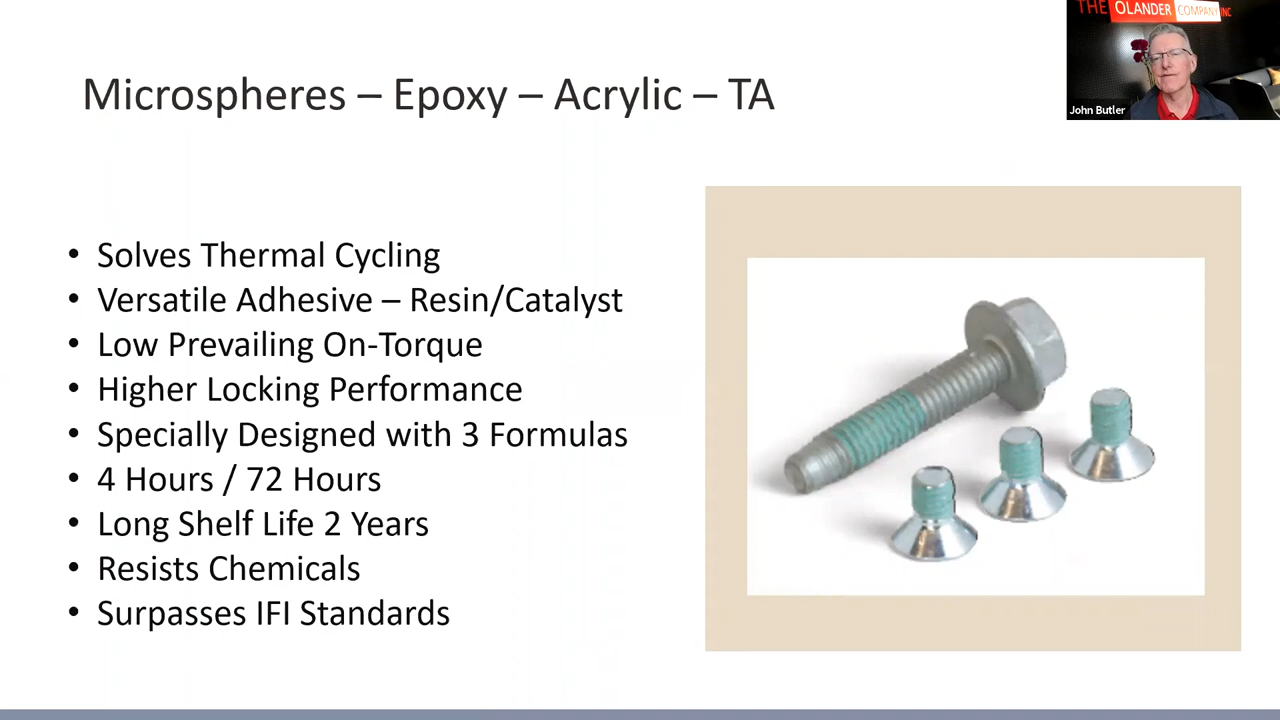 THE OLANDER COMPANY INC
John Butler
Microspheres – Epoxy – Acrylic – TA
• Solves Thermal Cycling
• Versatile Adhesive – Resin/Catalyst
• Low Prevailing On-Torque
• Higher Locking Performance
• Specially Designed with 3 Formulas
• 4 Hours / 72 Hours
• Long Shelf Life 2 Years
• Resists Chemicals
• Surpasses IFI Standards